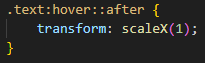 .text:hover::after {
    transform: scaleX(1);
}